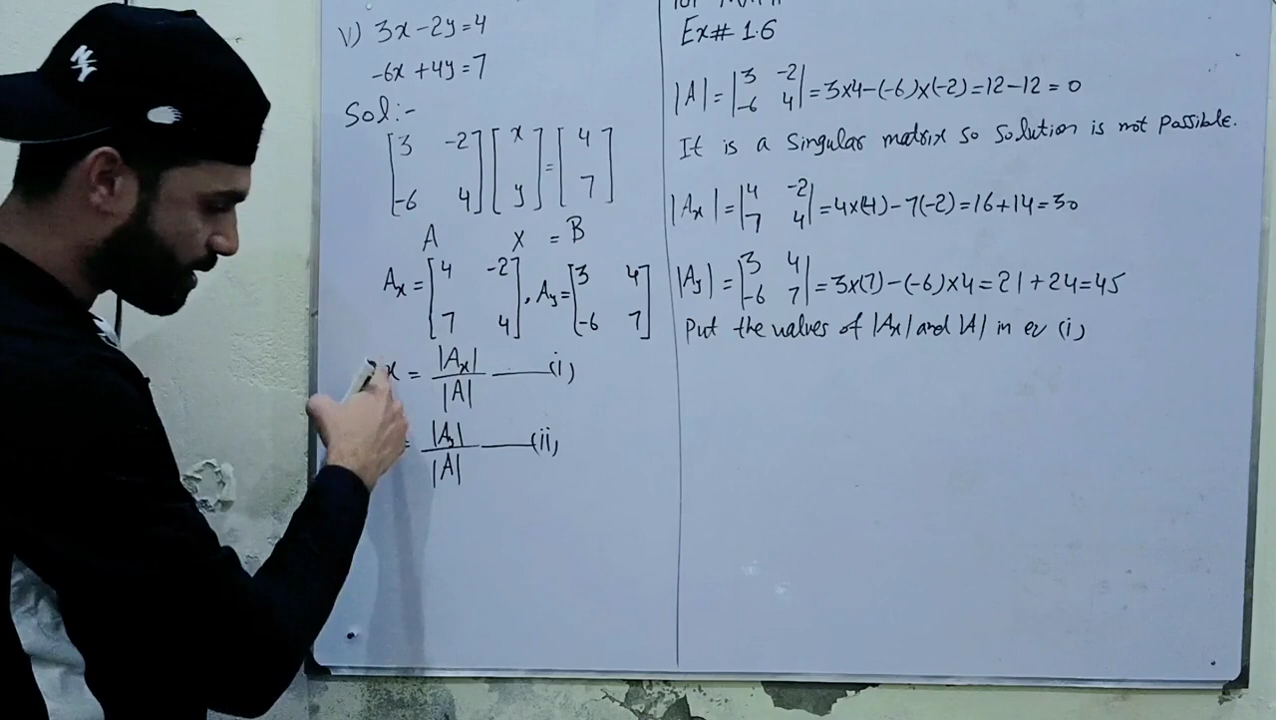 V) 3x-2y=4
-6x+4y=7
Sol:-
[3 -2] [x] = [4]
[-6 4] [y] [7]
A X = B
Ax = [4 -2], Ay = [3 4]
[7 4] [-6 7]
x = |Ax| ——(i)
|A|
= |Ay| ——(ii)
|A|
Ex# 1.6
|A| = |3 -2| = 3x4-(-6)x(-2)=12-12=0
|-6 4|
It is a singular matrix so solution is not possible.
|Ax| = |4 -2| = 4x(4)-7(-2)=16+14=30
|7 4|
|Ay| = |3 4| = 3x(7)-(-6)x4=21+24=45
|-6 7|
Put the values of |Ax| and |A| in ev (i)
NY